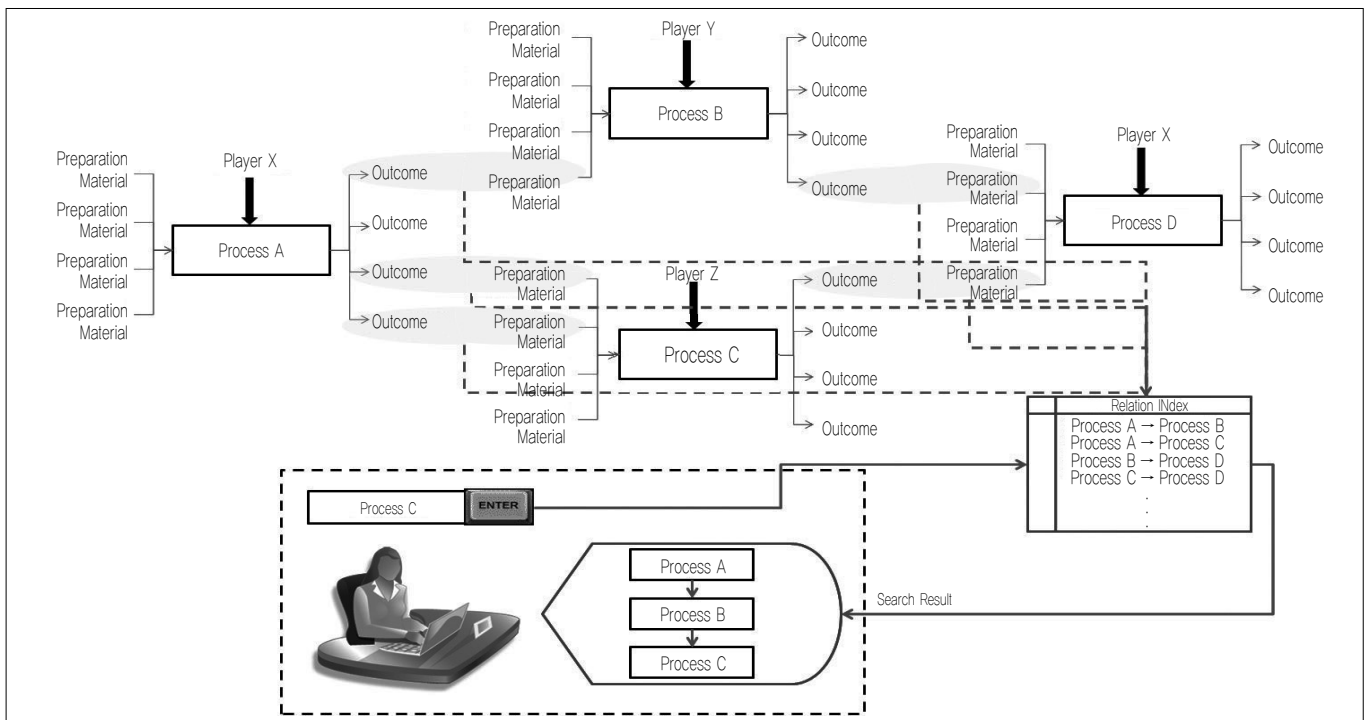 Preparation
Material
Preparation
Material
Preparation
Material
Preparation
Material
Player X
Process A
Outcome
Outcome
Outcome
Outcome
Preparation
Material
Preparation
Material
Preparation
Material
Preparation
Material
Player Y
Process B
Outcome
Outcome
Outcome
Outcome
Preparation
Material
Preparation
Material
Preparation
Material
Preparation
Material
Player Z
Process C
Outcome
Outcome
Outcome
Outcome
Preparation
Material
Preparation
Material
Preparation
Material
Preparation
Material
Player X
Process D
Outcome
Outcome
Outcome
Outcome
Relation INdex
Process A → Process B
Process A → Process C
Process B → Process D
Process C → Process D
.
.
.
Process C
ENTER
Process A
Process B
Process C
Search Result